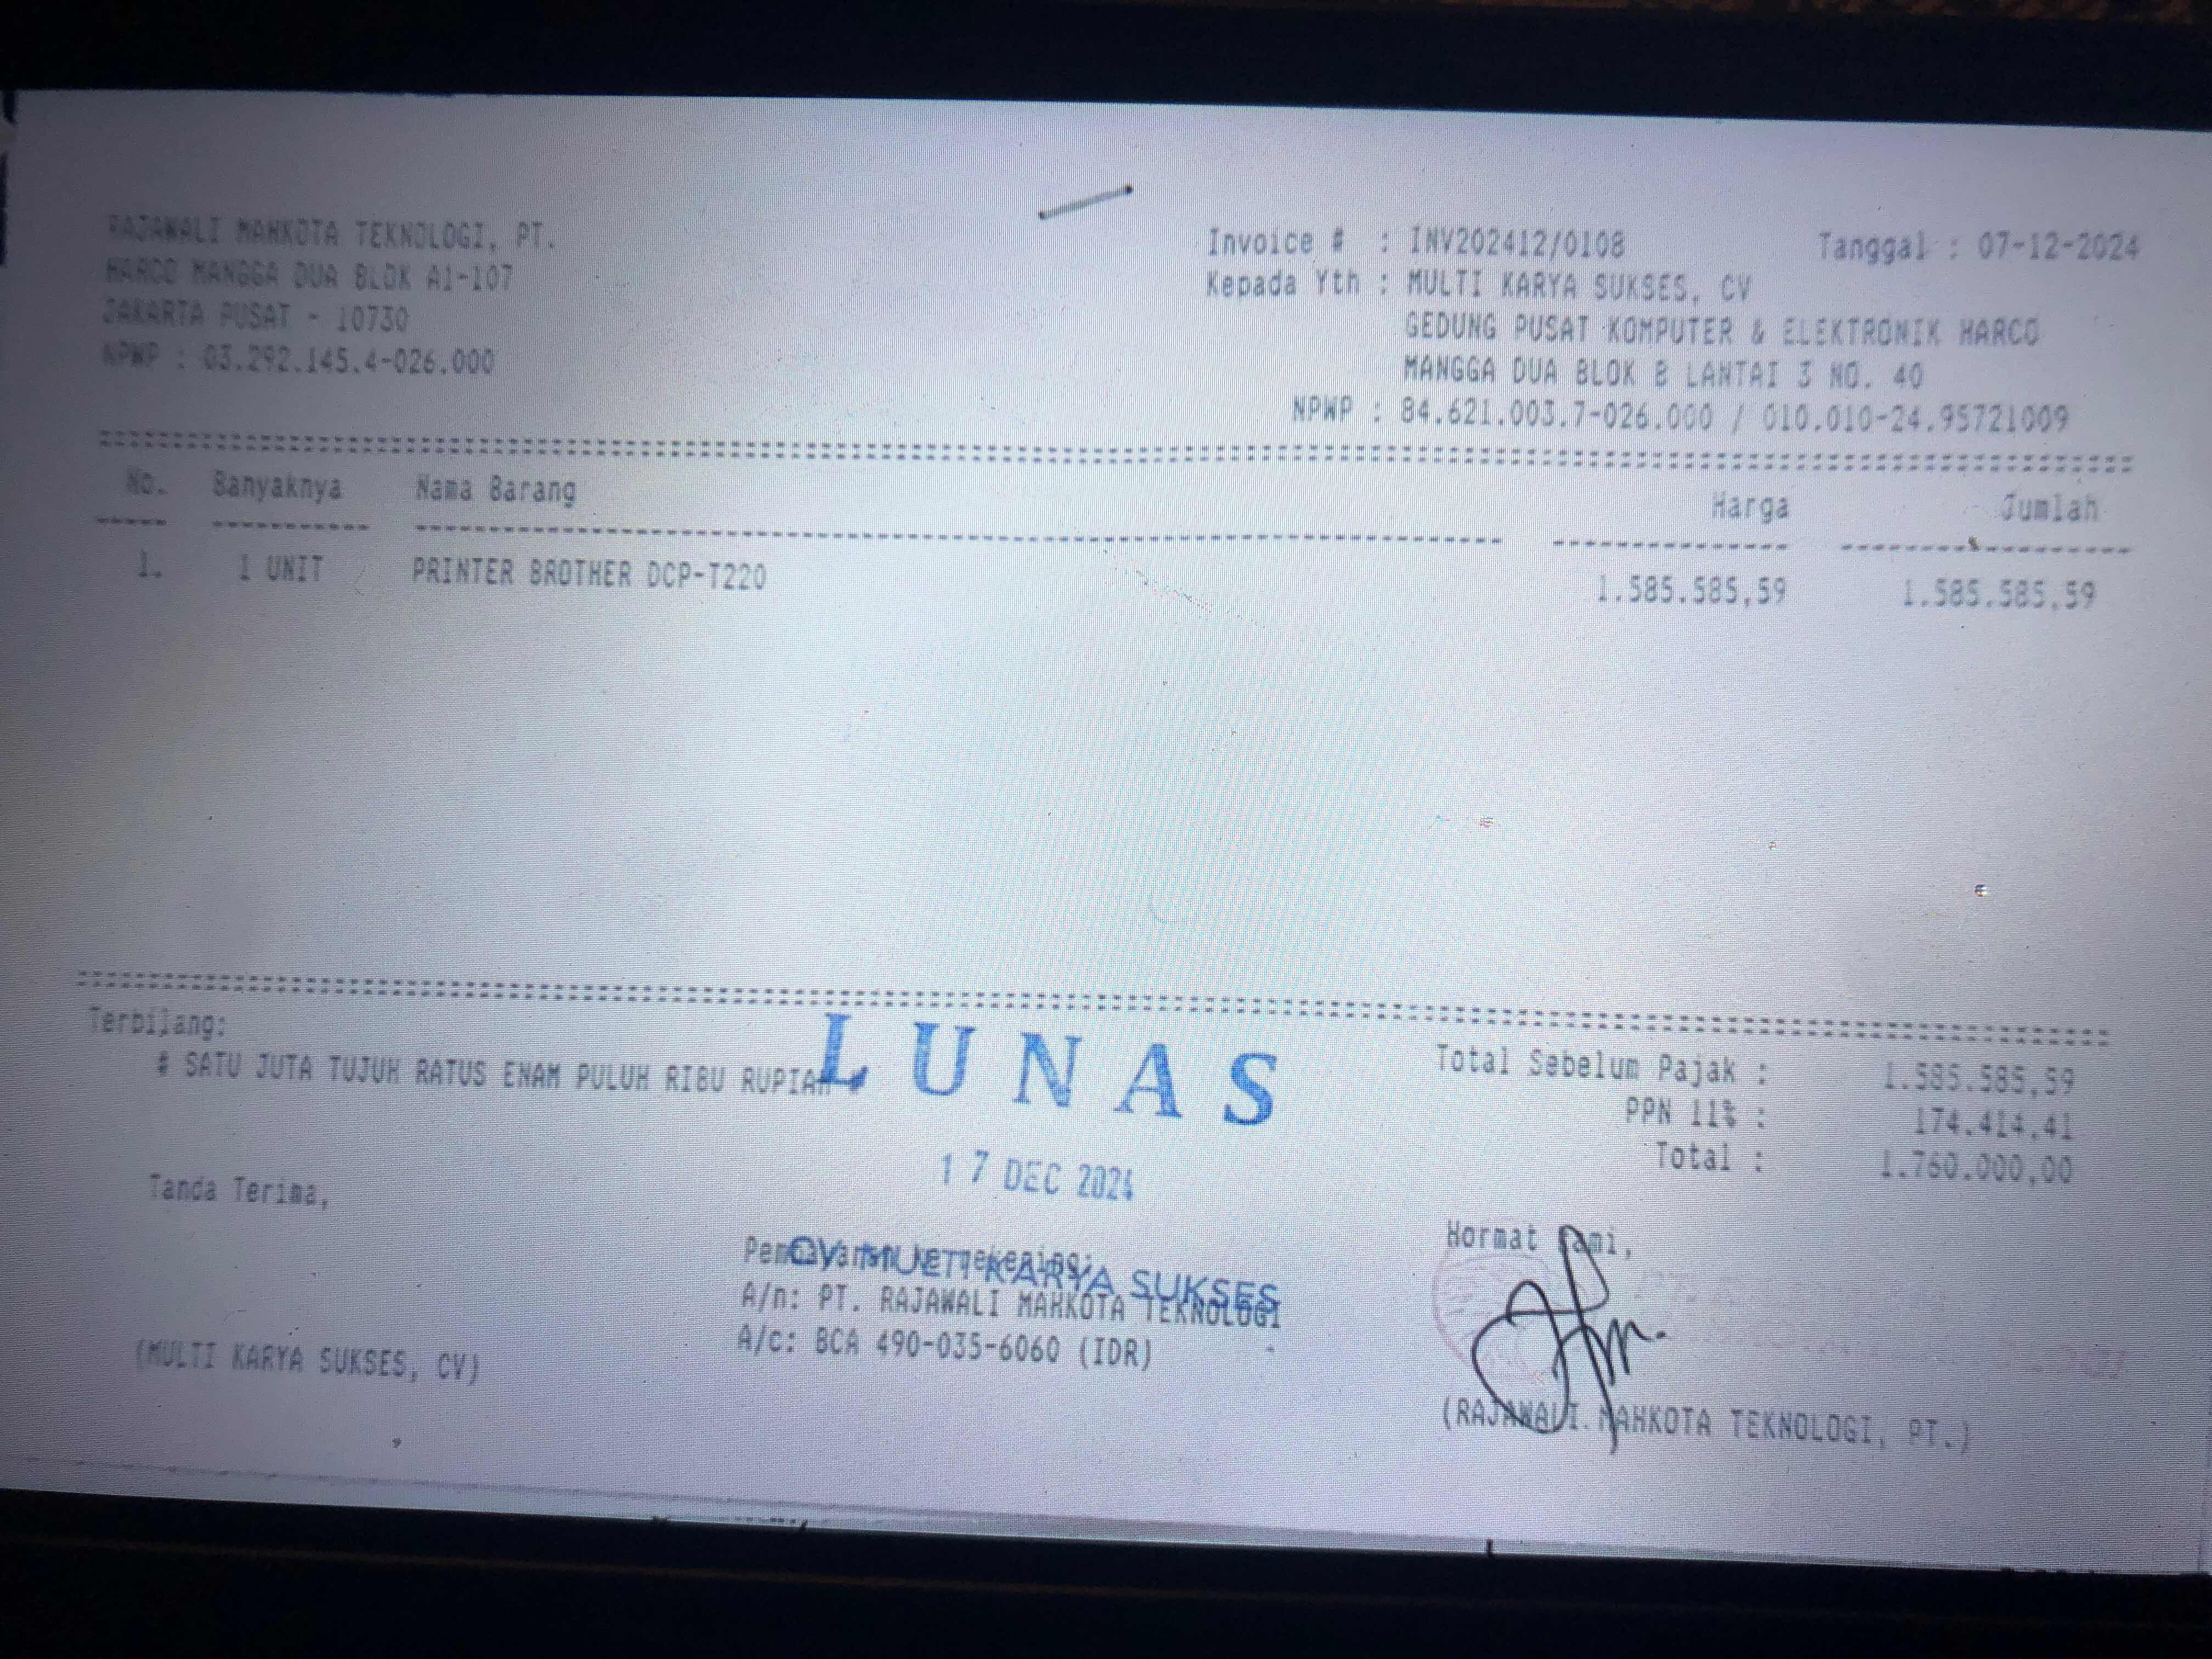 RAJAWALI MAHKOTA TEKNOLOGI, PT.
HARCO MANGGA DUA BLOK A1-107
JAKARTA PUSAT - 10730
NPWP : 03.292.145.4-026.000
Invoice # : INV202412/0108 Tanggal : 07-12-2024
Kepada Yth : MULTI KARYA SUKSES, CV
GEDUNG PUSAT KOMPUTER & ELEKTRONIK HARCO
MANGGA DUA BLOK B LANTAI 3 NO. 40
NPWP : 84.621.003.7-026.000 / 010.010-24.95721009
No. Banyaknya Nama Barang Harga Jumlah
1. 1 UNIT PRINTER BROTHER DCP-T220 1.585.585,59 1.585.585,59
Terbilang:
# SATU JUTA TUJUH RATUS ENAM PULUH RIBU RUPIAH #
LUNAS
17 DEC 2024
CV. MULTI KARYA SUKSES
Total Sebelum Pajak : 1.585.585,59
PPN 11% : 174.414,41
Total : 1.760.000,00
Tanda Terima,
(MULTI KARYA SUKSES, CV)
Pembayaran ke rekening:
A/n: PT. RAJAWALI MAHKOTA TEKNOLOGI
A/c: BCA 490-035-6060 (IDR)
Hormat Kami,
(RAJAWALI MAHKOTA TEKNOLOGI, PT.)